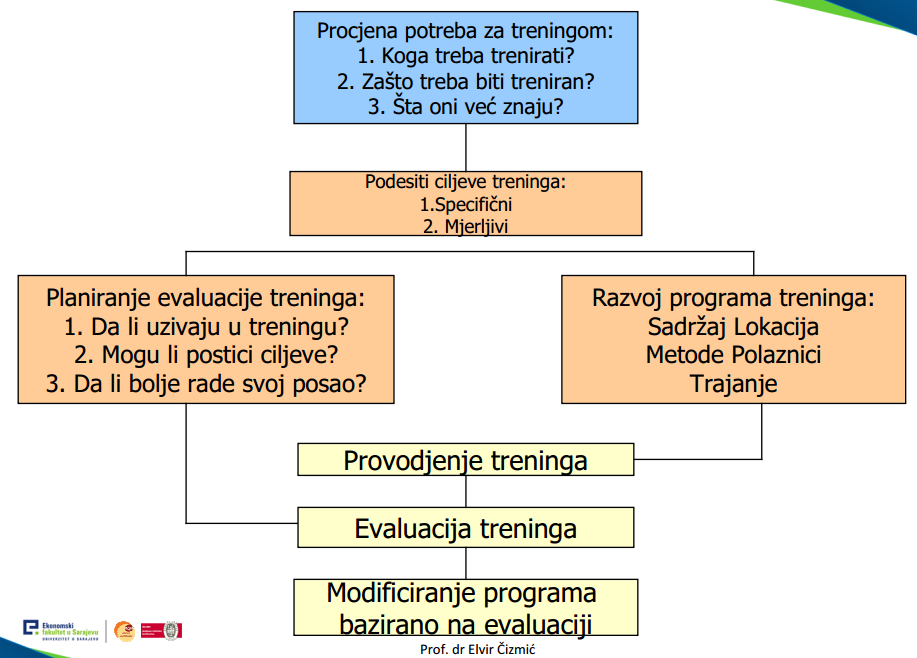 Procjena potreba za treningom:
1. Koga treba trenirati?
2. Zašto treba biti treniran?
3. Šta oni već znaju?
Podesiti ciljeve treninga:
1.Specifični
2. Mjerljivi
Planiranje evaluacije treninga:
1. Da li uzivaju u treningu?
2. Mogu li postici ciljeve?
3. Da li bolje rade svoj posao?
Razvoj programa treninga:
Sadržaj Lokacija
Metode Polaznici
Trajanje
Provodjenje treninga
Evaluacija treninga
Modificiranje programa
bazirano na evaluaciji
Ekonomski
fakultet u Sarajevu
UNIVERZITET U SARAJEVU
Prof. dr Elvir Čizmić